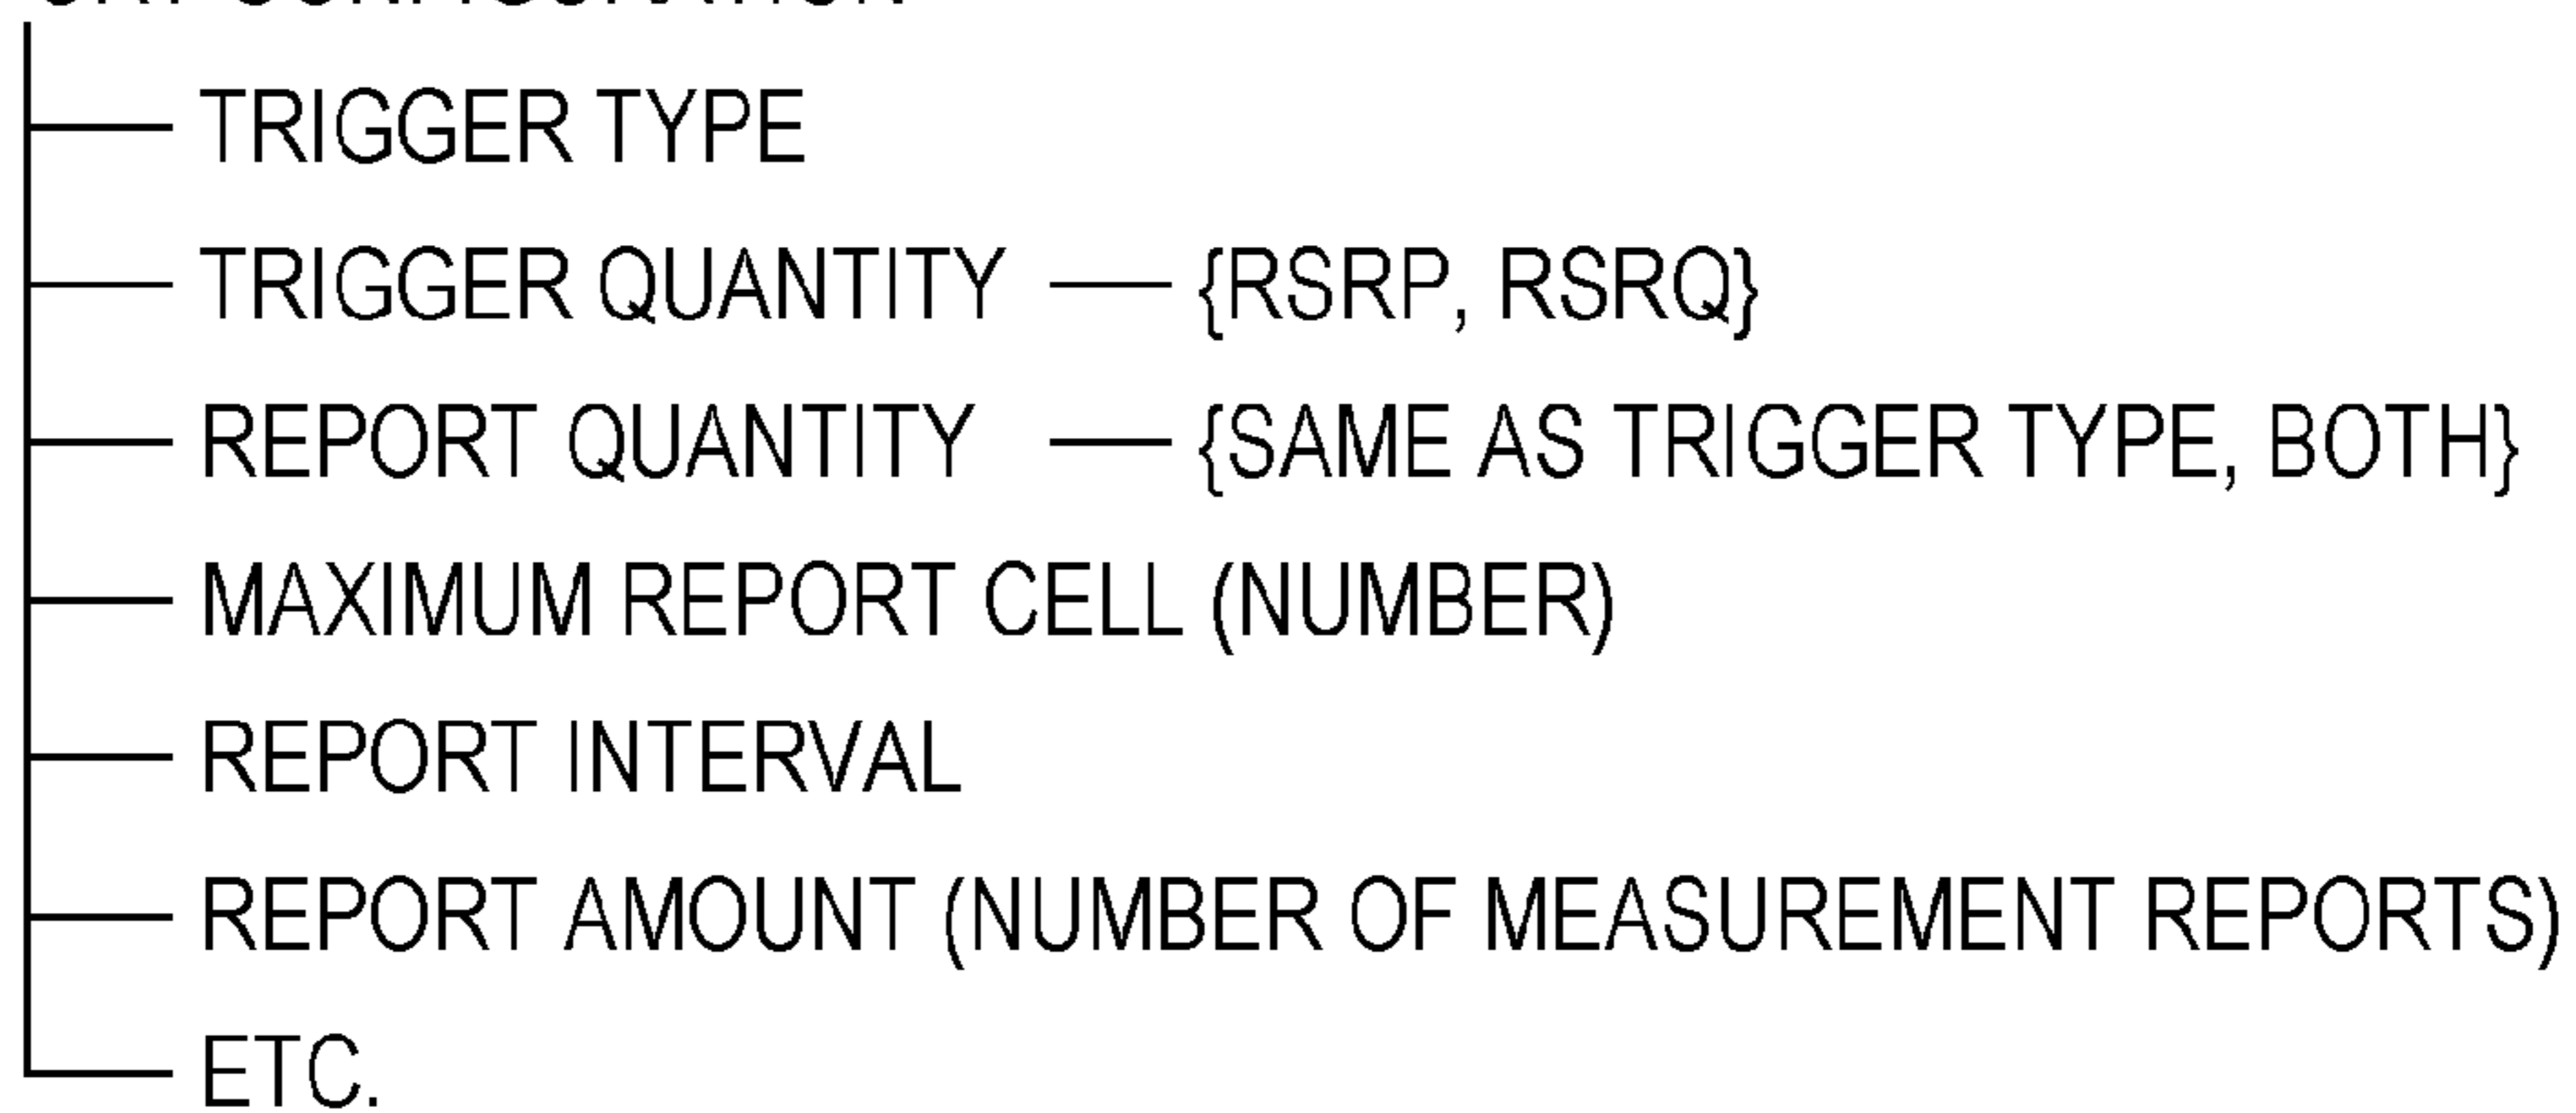 CONFIGURATION
TRIGGER TYPE
TRIGGER QUANTITY — {RSRP, RSRQ}
REPORT QUANTITY — {SAME AS TRIGGER TYPE, BOTH}
MAXIMUM REPORT CELL (NUMBER)
REPORT INTERVAL
REPORT AMOUNT (NUMBER OF MEASUREMENT REPORTS)
ETC.